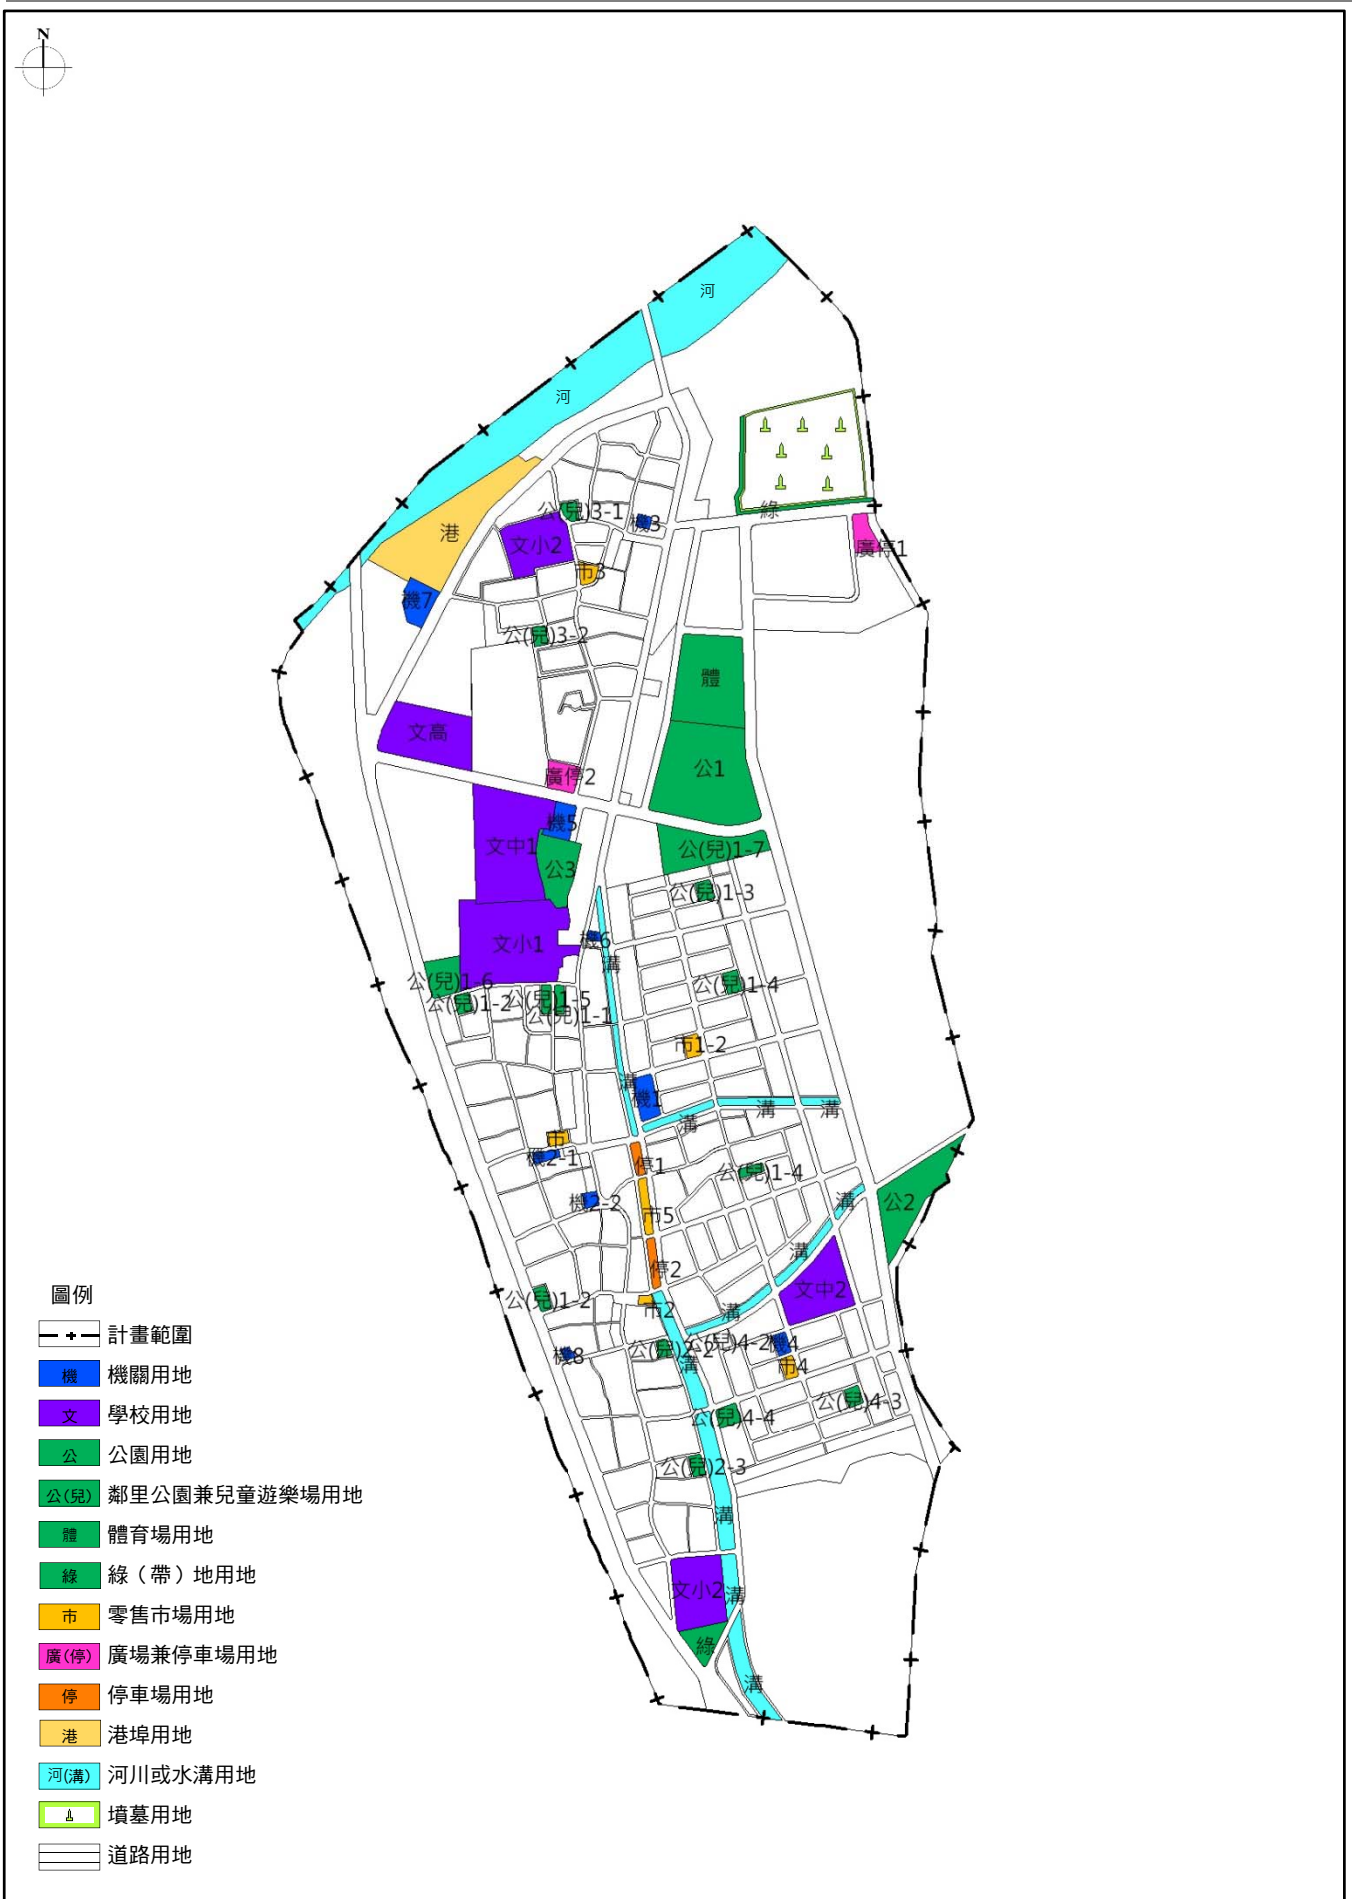 N
河
河
綠
公(兒)3-1
機3
港
文小2
廣停1
市3
機7
公(兒)3-2
體
文高
公1
廣停2
機5
文中1
公(兒)1-7
公3
公(兒)1-3
機6
文小1
溝
公(兒)1-6
公(兒)1-4
公(兒)1-2
公(兒)1-5
公(兒)1-1
市1-2
溝
機1
溝
溝
溝
市
機2-1
停1
公(兒)1-4
機2-2
公2
溝
市5
溝
停2
文中2
公(兒)1-2
市2
溝
公(兒)4-2
機4
公(兒)2-2
機8
溝
市4
公(兒)4-3
公(兒)4-4
公(兒)2-3
溝
文小2
溝
綠
溝
圖例
計畫範圍
機 機關用地
文 學校用地
公 公園用地
公(兒) 鄰里公園兼兒童遊樂場用地
體 體育場用地
綠 綠（帶）地用地
市 零售市場用地
廣(停) 廣場兼停車場用地
停 停車場用地
港 港埠用地
河(溝) 河川或水溝用地
墳墓用地
道路用地